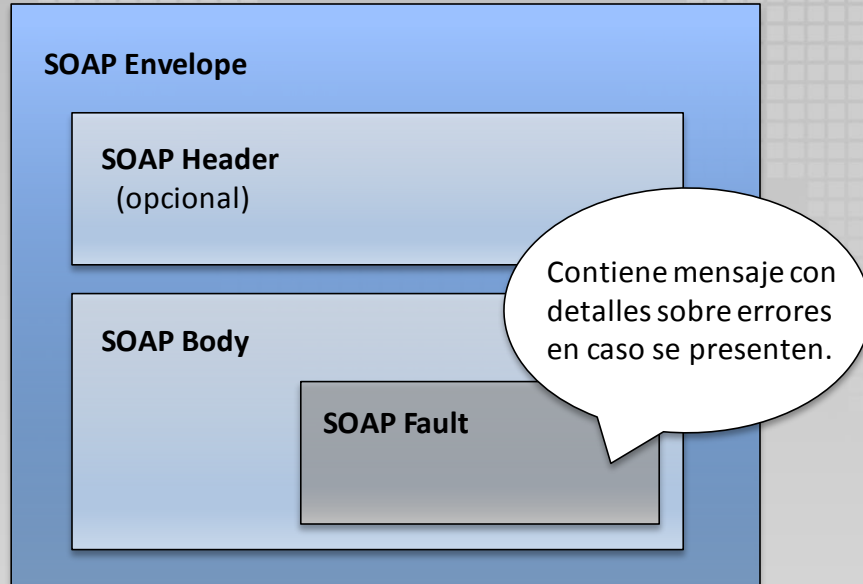 SOAP Envelope
SOAP Header
(opcional)
Contiene mensaje con
detalles sobre errores
en caso se presenten.
SOAP Body
SOAP Fault